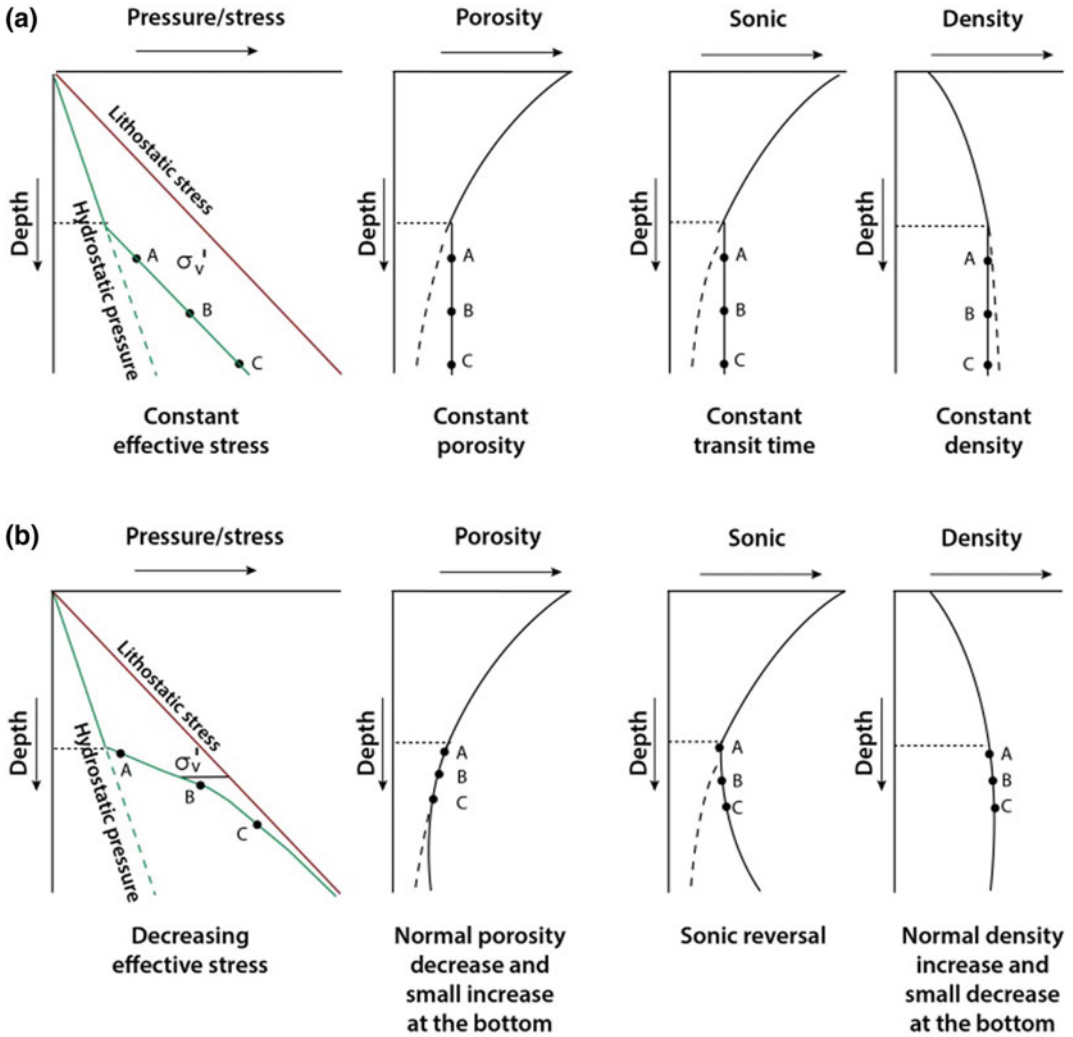 (a)
Pressure/stress
Porosity
Sonic
Density
Depth
Lithostatic stress
Hydrostatic pressure
σv'
A
B
C
Depth
A
B
C
Depth
A
B
C
Depth
A
B
C
Constant
effective stress
Constant
porosity
Constant
transit time
Constant
density
(b)
Pressure/stress
Porosity
Sonic
Density
Depth
Lithostatic stress
Hydrostatic pressure
σv'
A
B
C
Depth
A
B
C
Depth
A
B
C
Depth
A
B
C
Decreasing
effective stress
Normal porosity
decrease and
small increase
at the bottom
Sonic reversal
Normal density
increase and
small decrease
at the bottom